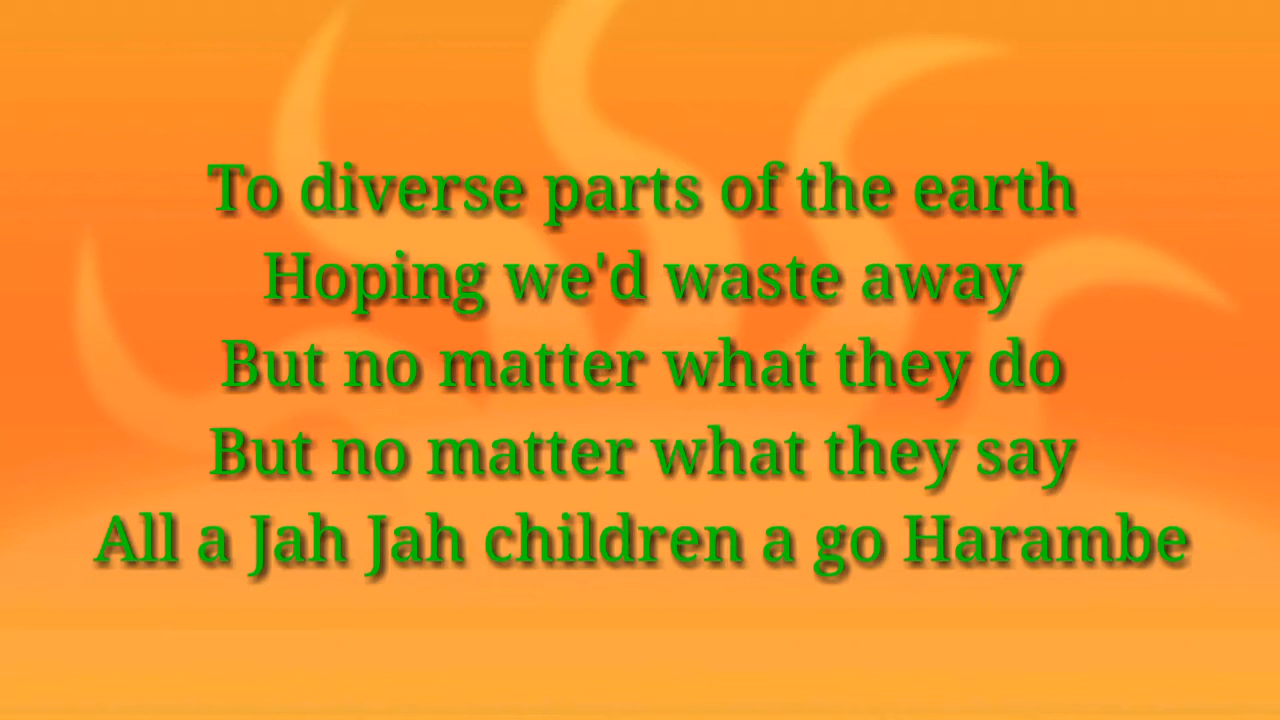 To diverse parts of the earth
Hoping we'd waste away
But no matter what they do
But no matter what they say
All a Jah Jah children a go Harambe